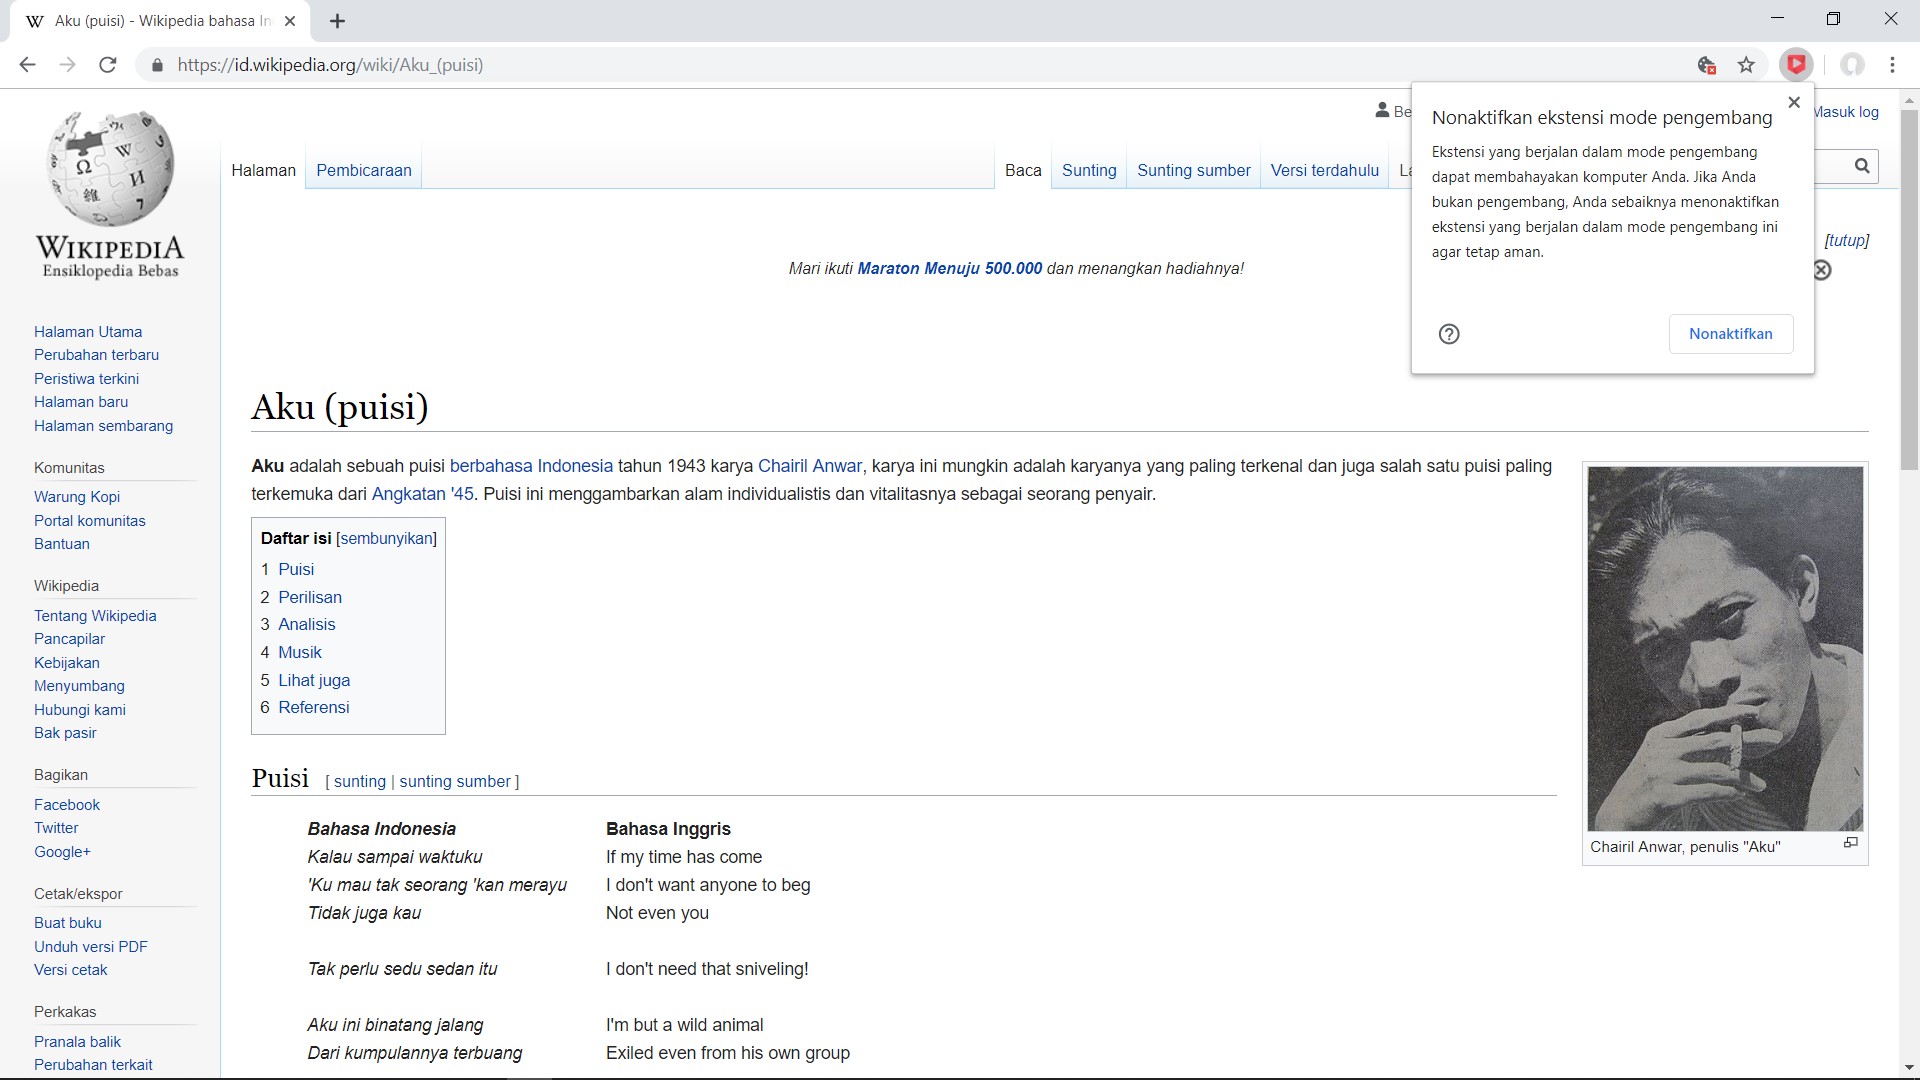 Aku (puisi) - Wikipedia bahasa In
https://id.wikipedia.org/wiki/Aku_(puisi)
WIKIPEDIA
Ensiklopedia Bebas
Halaman Utama
Perubahan terbaru
Peristiwa terkini
Halaman baru
Halaman sembarang
Komunitas
Warung Kopi
Portal komunitas
Bantuan
Wikipedia
Tentang Wikipedia
Pancapilar
Kebijakan
Menyumbang
Hubungi kami
Bak pasir
Bagikan
Facebook
Twitter
Google+
Cetak/ekspor
Buat buku
Unduh versi PDF
Versi cetak
Perkakas
Pranala balik
Perubahan terkait
Be
Masuk log
Halaman Pembicaraan Baca Sunting Sunting sumber Versi terdahulu La
Nonaktifkan ekstensi mode pengembang
Ekstensi yang berjalan dalam mode pengembang
dapat membahayakan komputer Anda. Jika Anda
bukan pengembang, Anda sebaiknya menonaktifkan
ekstensi yang berjalan dalam mode pengembang ini
agar tetap aman.
Nonaktifkan
[tutup]
Mari ikuti Maraton Menuju 500.000 dan menangkan hadiahnya!
Aku (puisi)
Aku adalah sebuah puisi berbahasa Indonesia tahun 1943 karya Chairil Anwar, karya ini mungkin adalah karyanya yang paling terkenal dan juga salah satu puisi paling
terkemuka dari Angkatan '45. Puisi ini menggambarkan alam individualistis dan vitalitasnya sebagai seorang penyair.
Daftar isi [sembunyikan]
1 Puisi
2 Perilisan
3 Analisis
4 Musik
5 Lihat juga
6 Referensi
Chairil Anwar, penulis "Aku"
Puisi [ sunting | sunting sumber ]
Bahasa Indonesia Bahasa Inggris
Kalau sampai waktuku If my time has come
'Ku mau tak seorang 'kan merayu I don't want anyone to beg
Tidak juga kau Not even you
Tak perlu sedu sedan itu I don't need that sniveling!
Aku ini binatang jalang I'm but a wild animal
Dari kumpulannya terbuang Exiled even from his own group